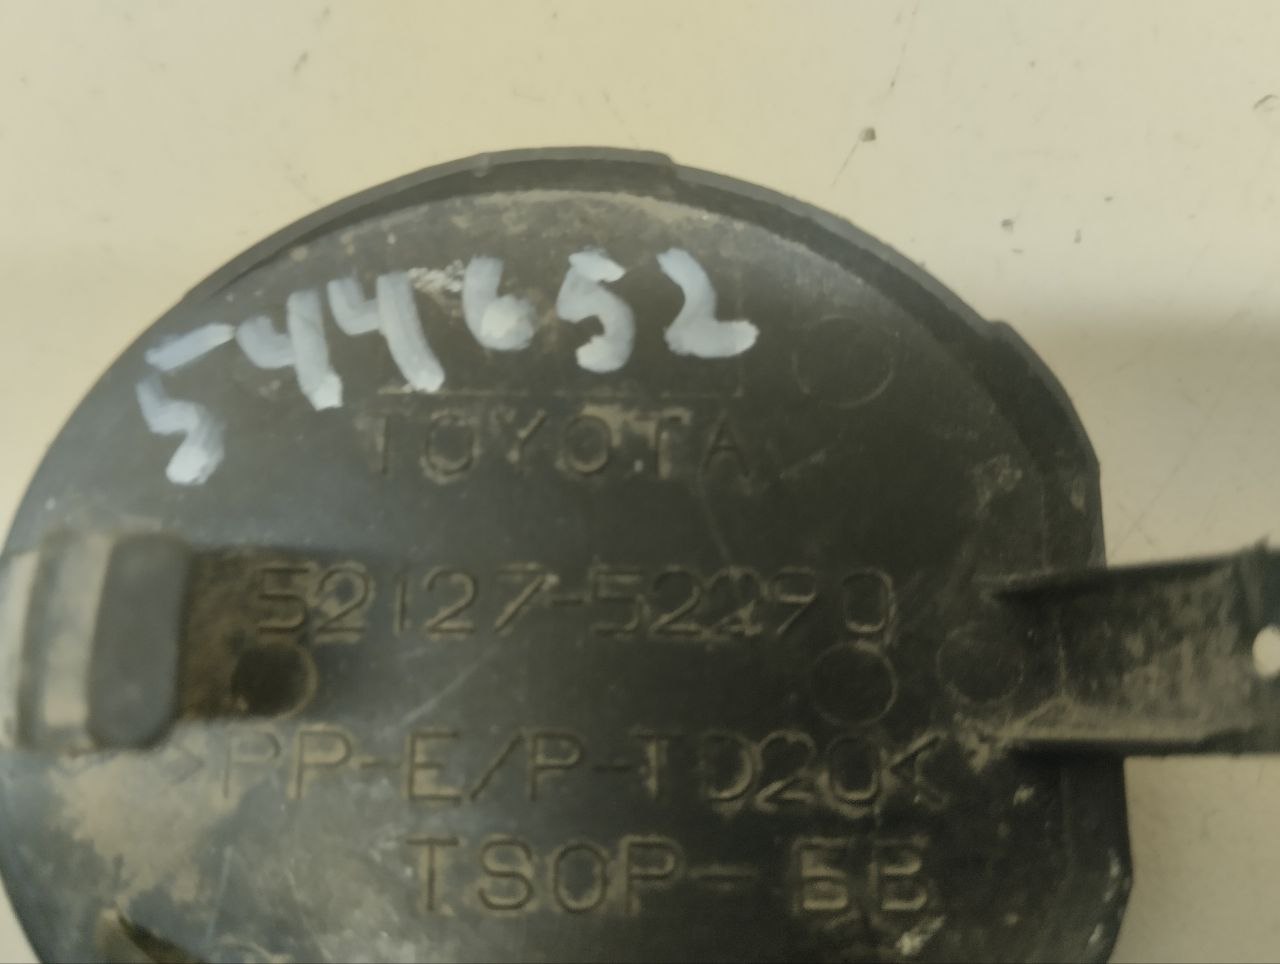 544652
TOYOTA
52127-52290
>PP-E/P-TD20<
TSOP-5B